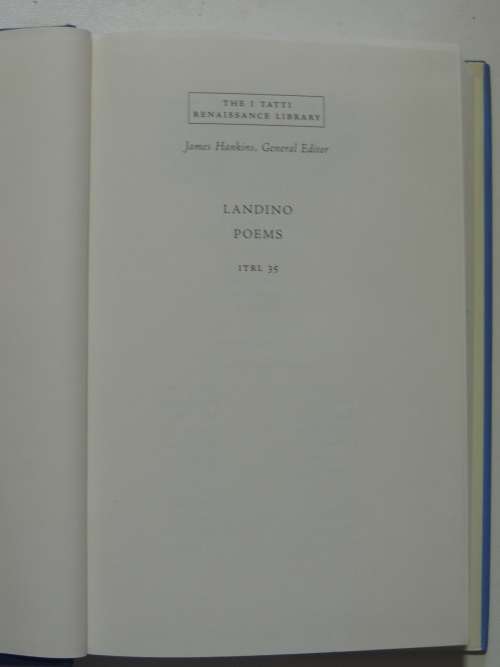 THE I TATTI
RENAISSANCE LIBRARY
James Hankins, General Editor
LANDINO
POEMS
ITRL 35